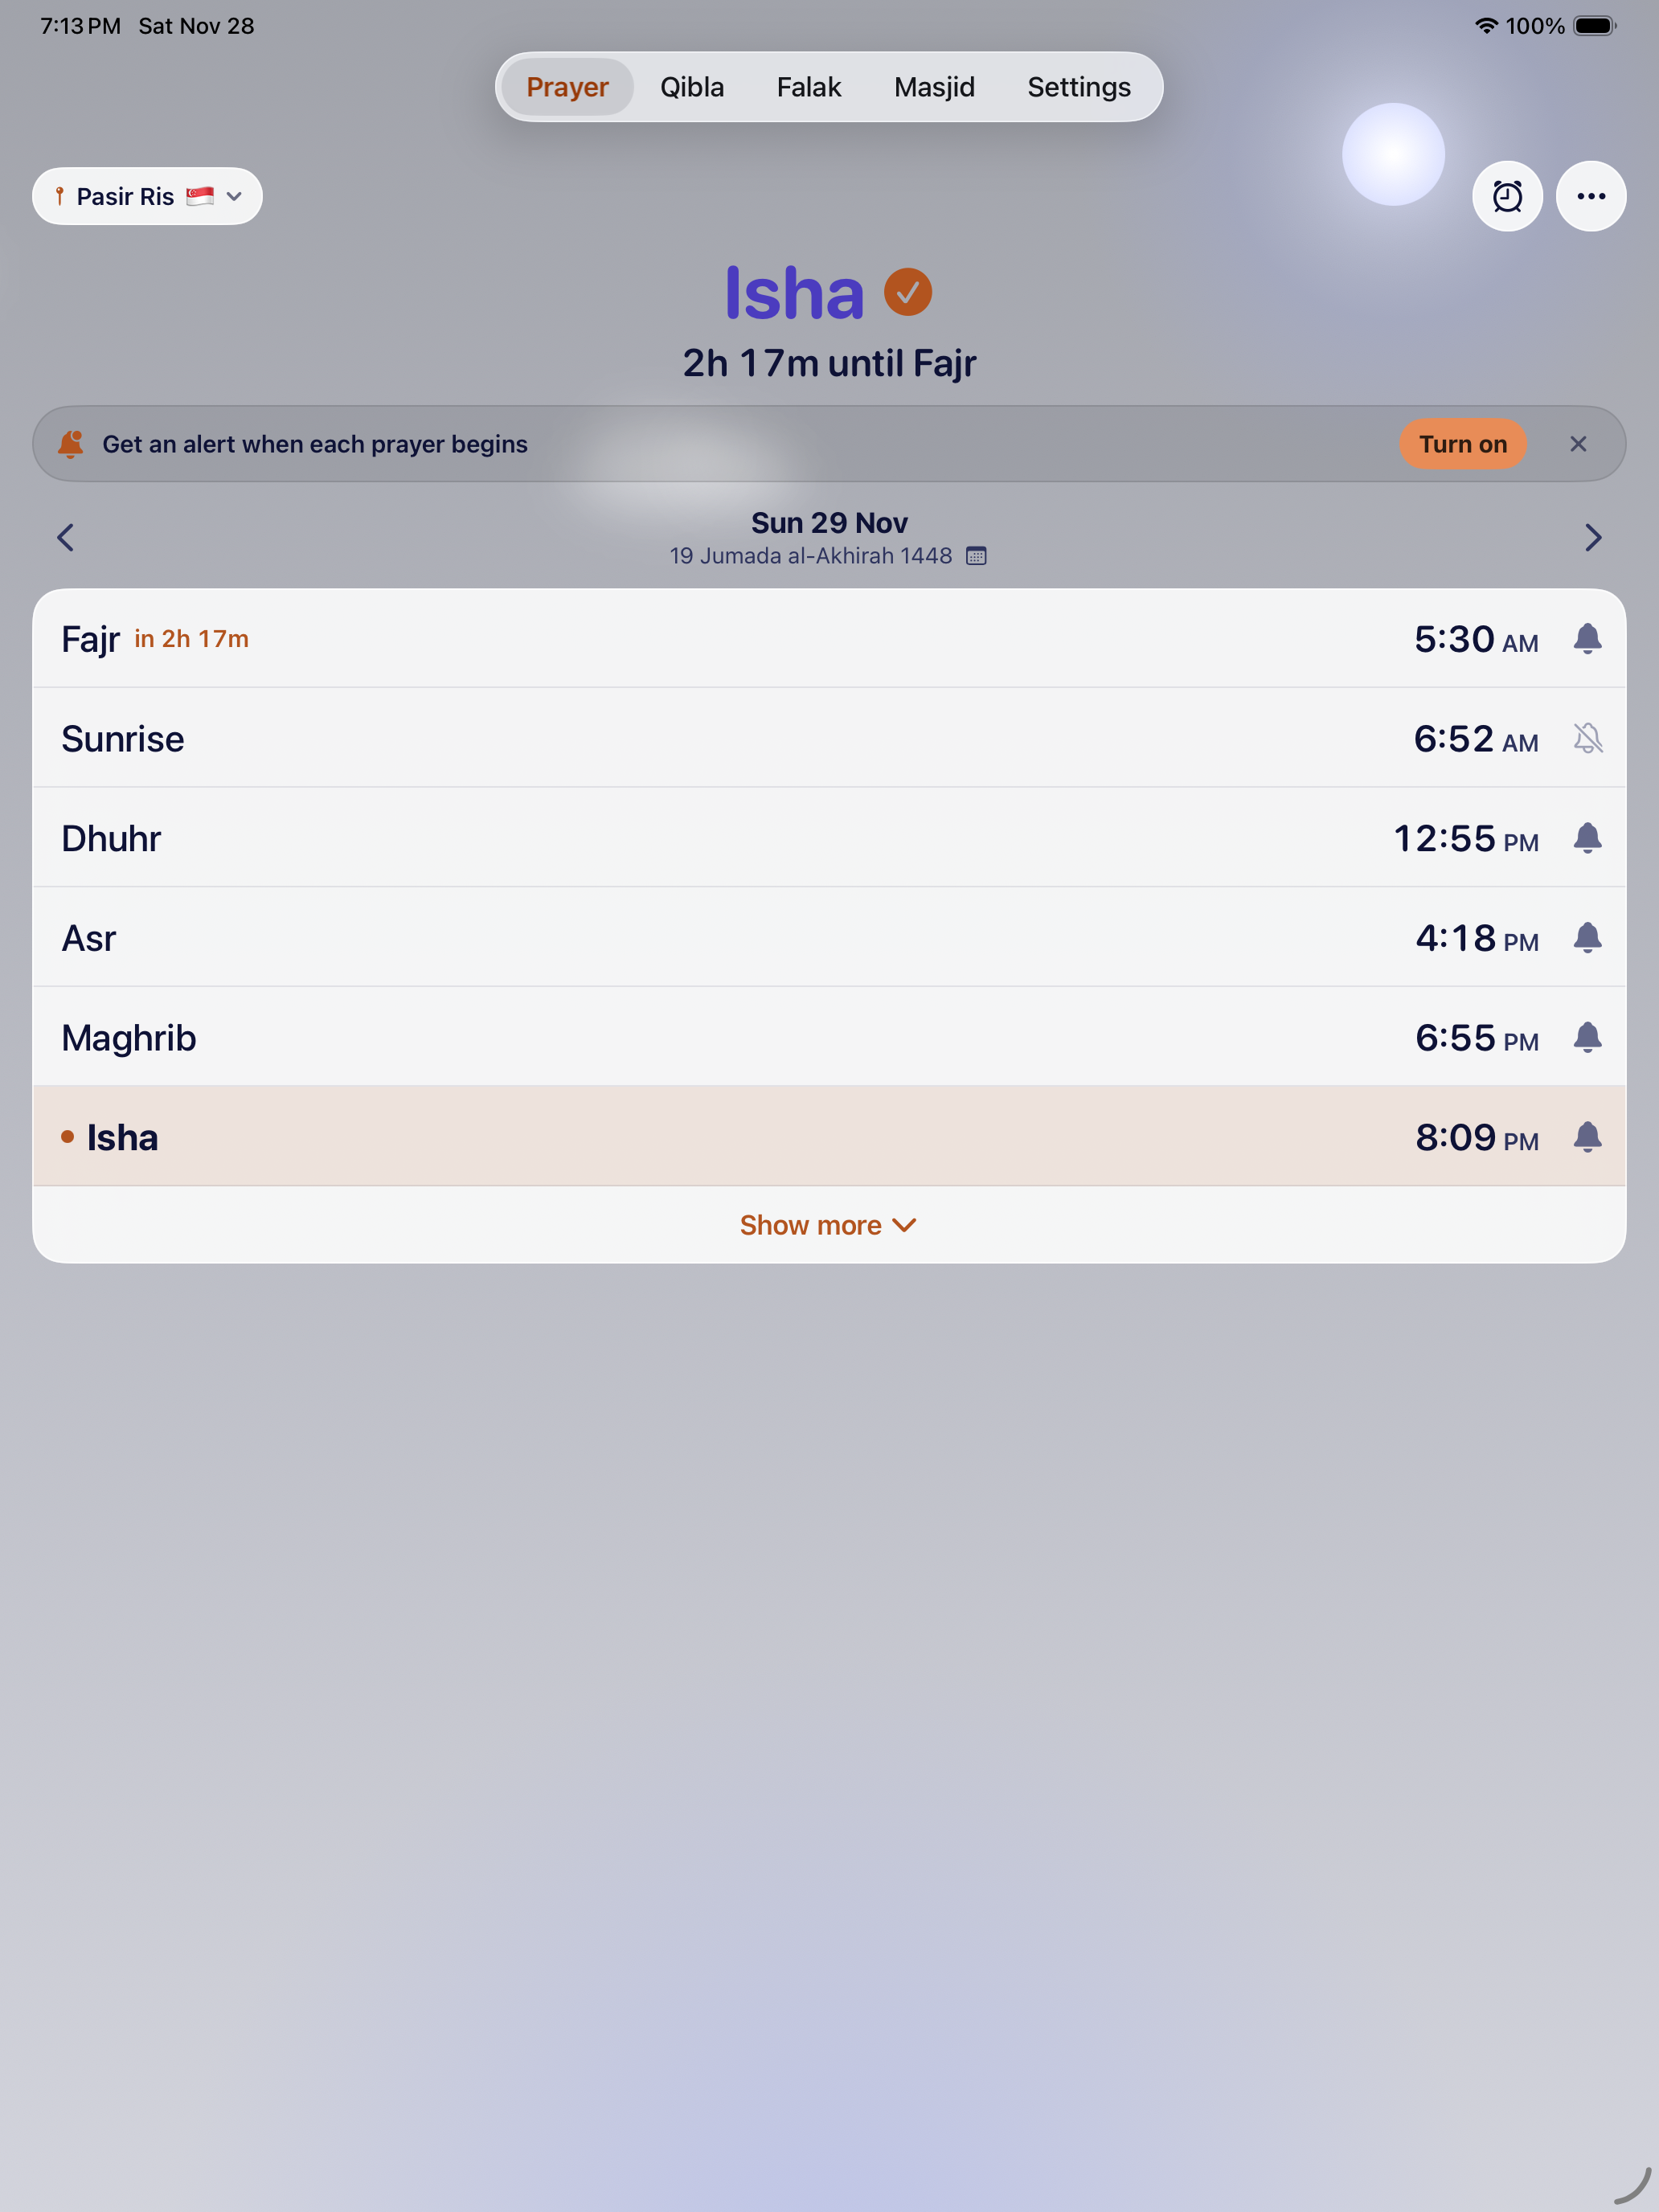 7:13 PM Sat Nov 28
100%
Prayer Qibla Falak Masjid Settings
Pasir Ris
Isha
2h 17m until Fajr
Get an alert when each prayer begins Turn on
Sun 29 Nov
19 Jumada al-Akhirah 1448
Fajr in 2h 17m 5:30 AM
Sunrise 6:52 AM
Dhuhr 12:55 PM
Asr 4:18 PM
Maghrib 6:55 PM
Isha 8:09 PM
Show more